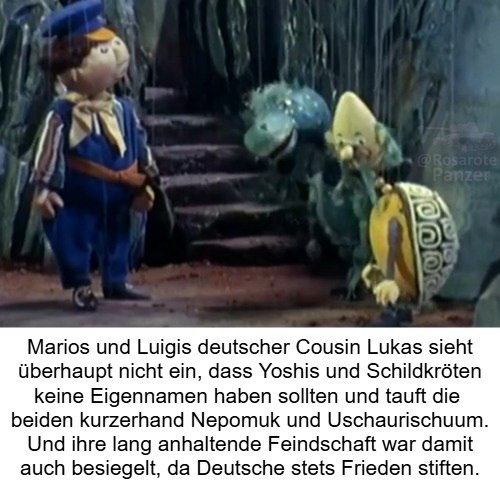 @Rosarote
Panzer
Marios und Luigis deutscher Cousin Lukas sieht
überhaupt nicht ein, dass Yoshis und Schildkröten
keine Eigennamen haben sollten und tauft die
beiden kurzerhand Nepomuk und Uschaurischuum.
Und ihre lang anhaltende Feindschaft war damit
auch besiegelt, da Deutsche stets Frieden stiften.